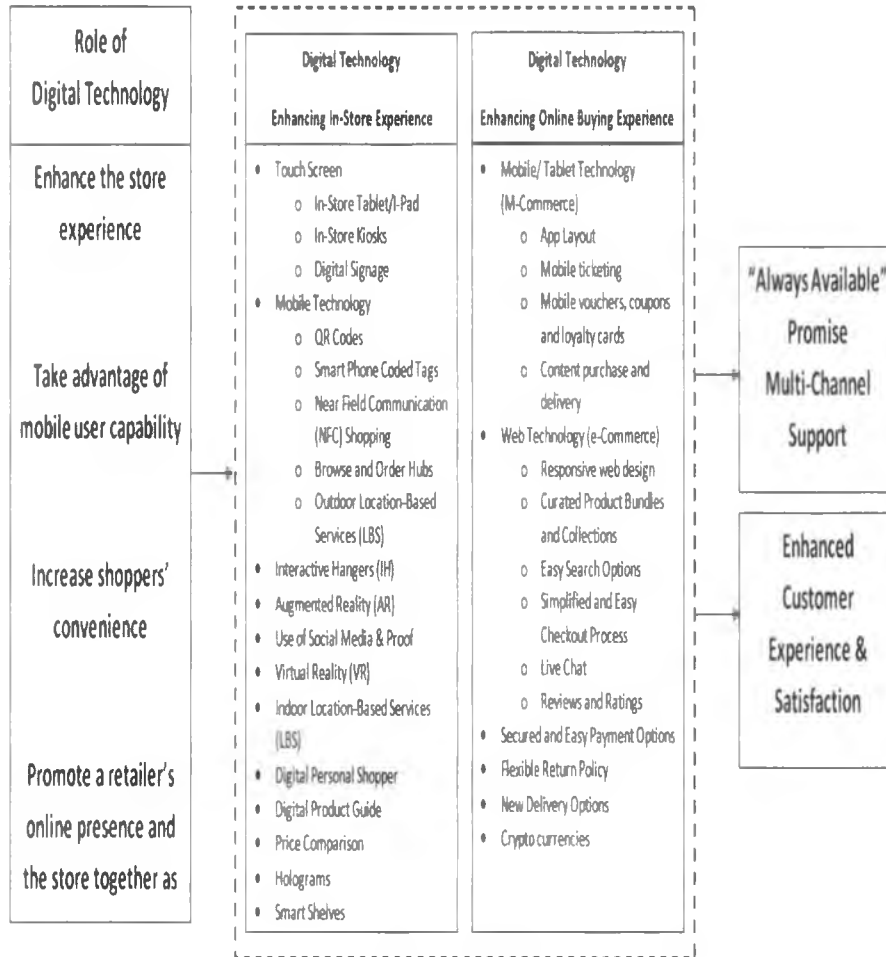 Role of
Digital Technology
Enhance the store
experience
Take advantage of
mobile user capability
Increase shoppers'
convenience
Promote a retailer's
online presence and
the store together as
Digital Technology
Enhancing In-Store Experience
• Touch Screen
o In-Store Tablet/I-Pad
o In-Store Kiosks
o Digital Signage
• Mobile Technology
o QR Codes
o Smart Phone Coded Tags
o Near Field Communication
(NFC) Shopping
o Browse and Order Hubs
o Outdoor Location-Based
Services (LBS)
• Interactive Hangers (IH)
• Augmented Reality (AR)
• Use of Social Media & Proof
• Virtual Reality (VR)
• Indoor Location-Based Services
(LBS)
• Digital Personal Shopper
• Digital Product Guide
• Price Comparison
• Holograms
• Smart Shelves
Digital Technology
Enhancing Online Buying Experience
• Mobile/ Tablet Technology
(M-Commerce)
o App Layout
o Mobile ticketing
o Mobile vouchers, coupons
and loyalty cards
o Content purchase and
delivery
• Web Technology (e-Commerce)
o Responsive web design
o Curated Product Bundles
and Collections
o Easy Search Options
o Simplified and Easy
Checkout Process
o Live Chat
o Reviews and Ratings
• Secured and Easy Payment Options
• Flexible Return Policy
• New Delivery Options
• Crypto currencies
"Always Available"
Promise
Multi-Channel
Support
Enhanced
Customer
Experience &
Satisfaction